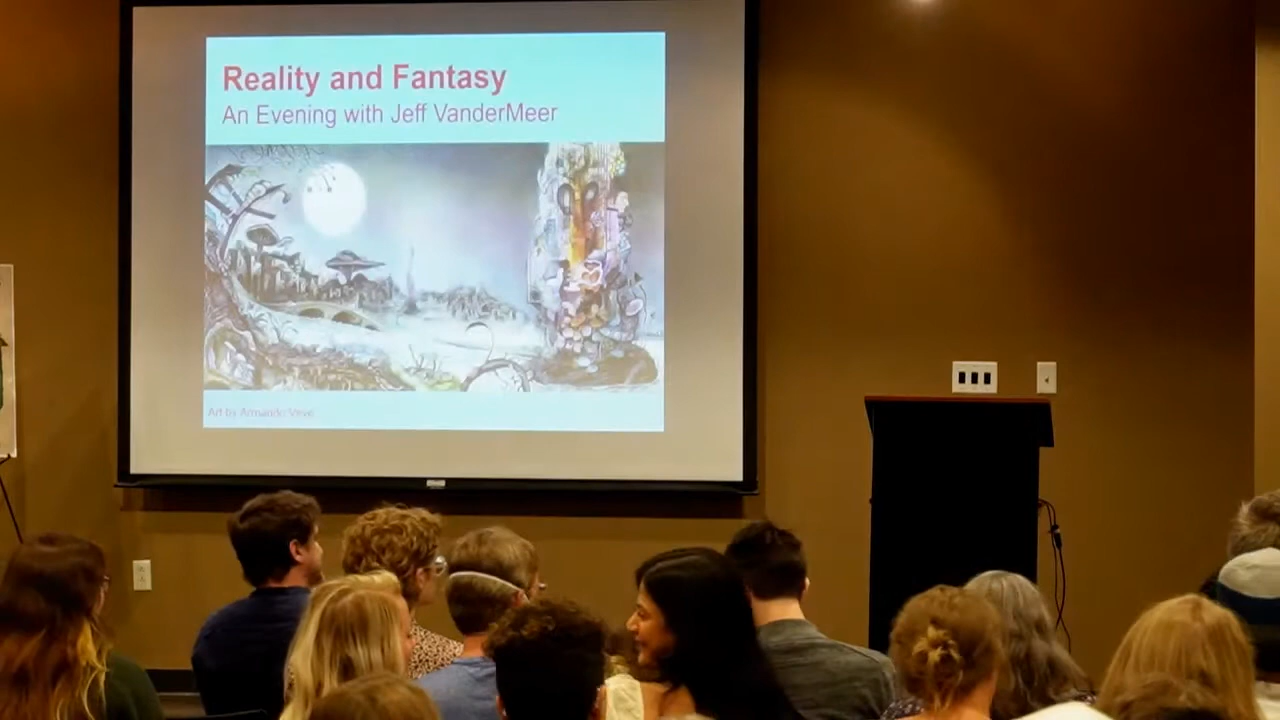 Reality and Fantasy
An Evening with Jeff VanderMeer
Art by Armando Veve